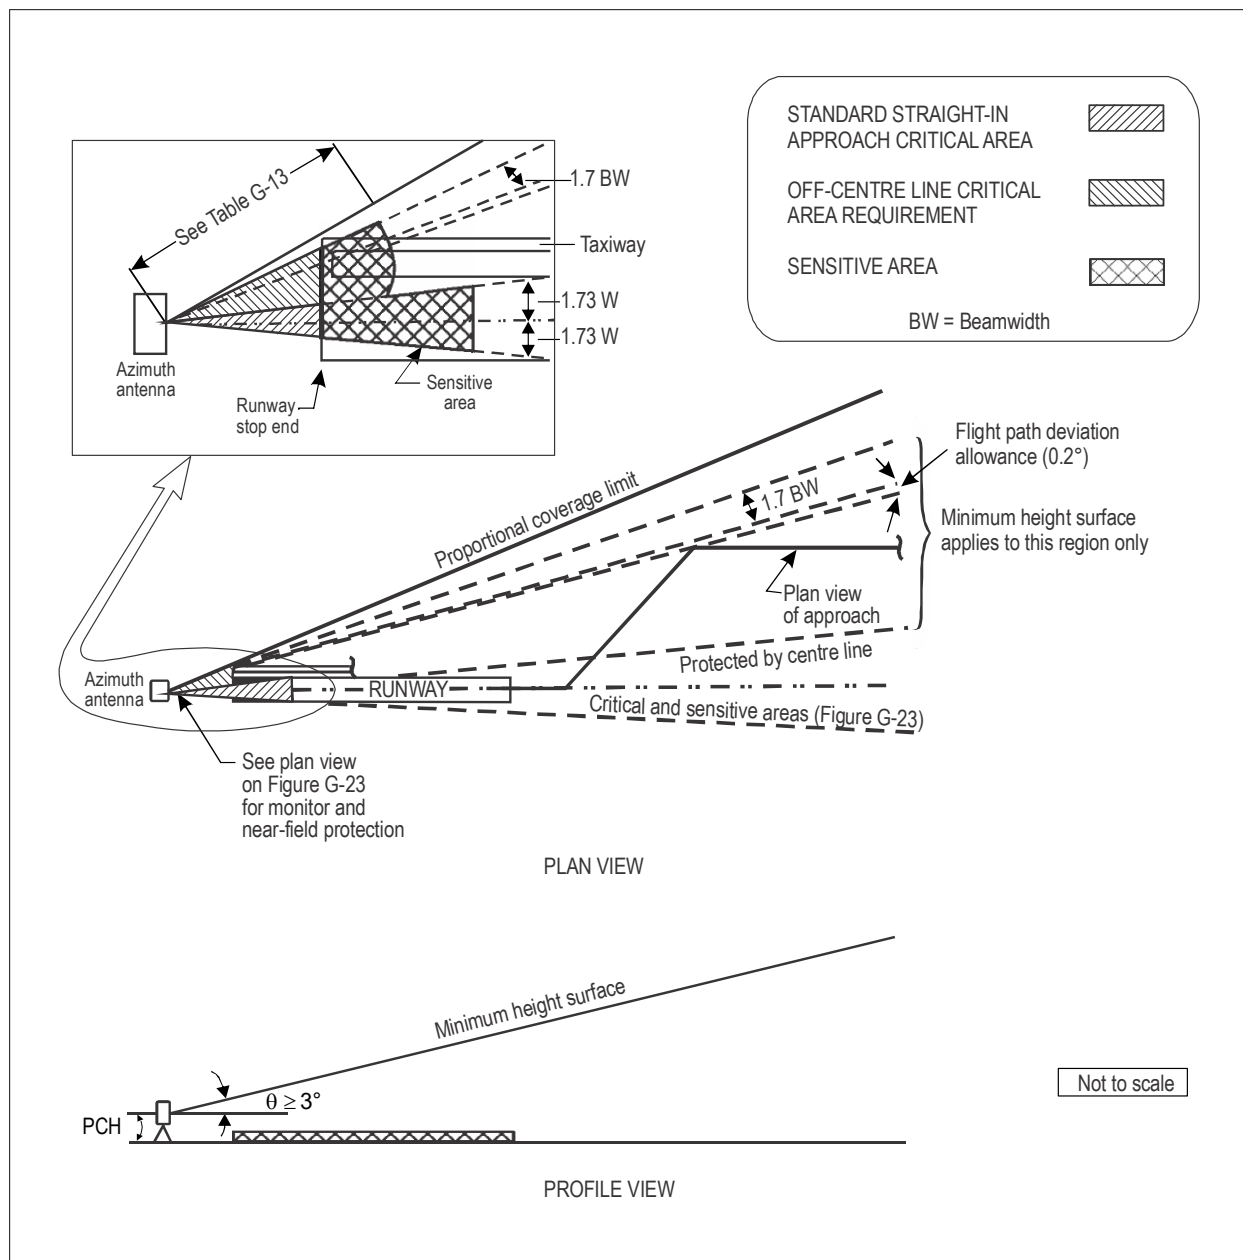 STANDARD STRAIGHT-IN
APPROACH CRITICAL AREA
OFF-CENTRE LINE CRITICAL
AREA REQUIREMENT
SENSITIVE AREA
BW = Beamwidth
See Table G-13
1.7 BW
Taxiway
1.73 W
1.73 W
Azimuth
antenna
Runway
stop end
Sensitive
area
Proportional coverage limit
1.7 BW
Flight path deviation
allowance (0.2°)
Minimum height surface
applies to this region only
Plan view
of approach
Protected by centre line
Azimuth
antenna
RUNWAY
Critical and sensitive areas (Figure G-23)
See plan view
on Figure G-23
for monitor and
near-field protection
PLAN VIEW
Minimum height surface
θ ≥ 3°
PCH
Not to scale
PROFILE VIEW